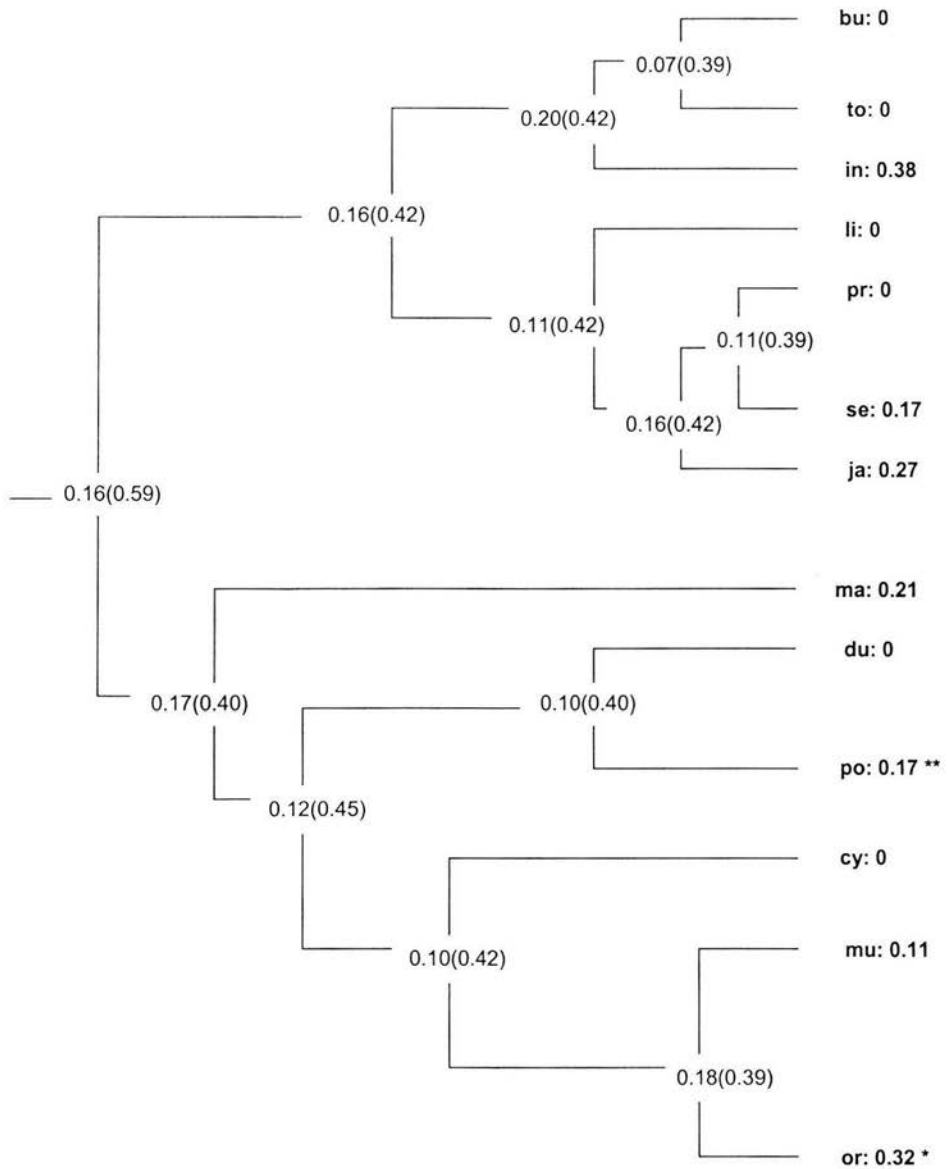 bu: 0
0.07(0.39)
to: 0
0.20(0.42)
in: 0.38
0.16(0.42)
li: 0
pr: 0
0.11(0.42)
0.11(0.39)
se: 0.17
0.16(0.42)
ja: 0.27
0.16(0.59)
ma: 0.21
du: 0
0.17(0.40)
0.10(0.40)
po: 0.17 **
0.12(0.45)
cy: 0
mu: 0.11
0.10(0.42)
0.18(0.39)
or: 0.32 *